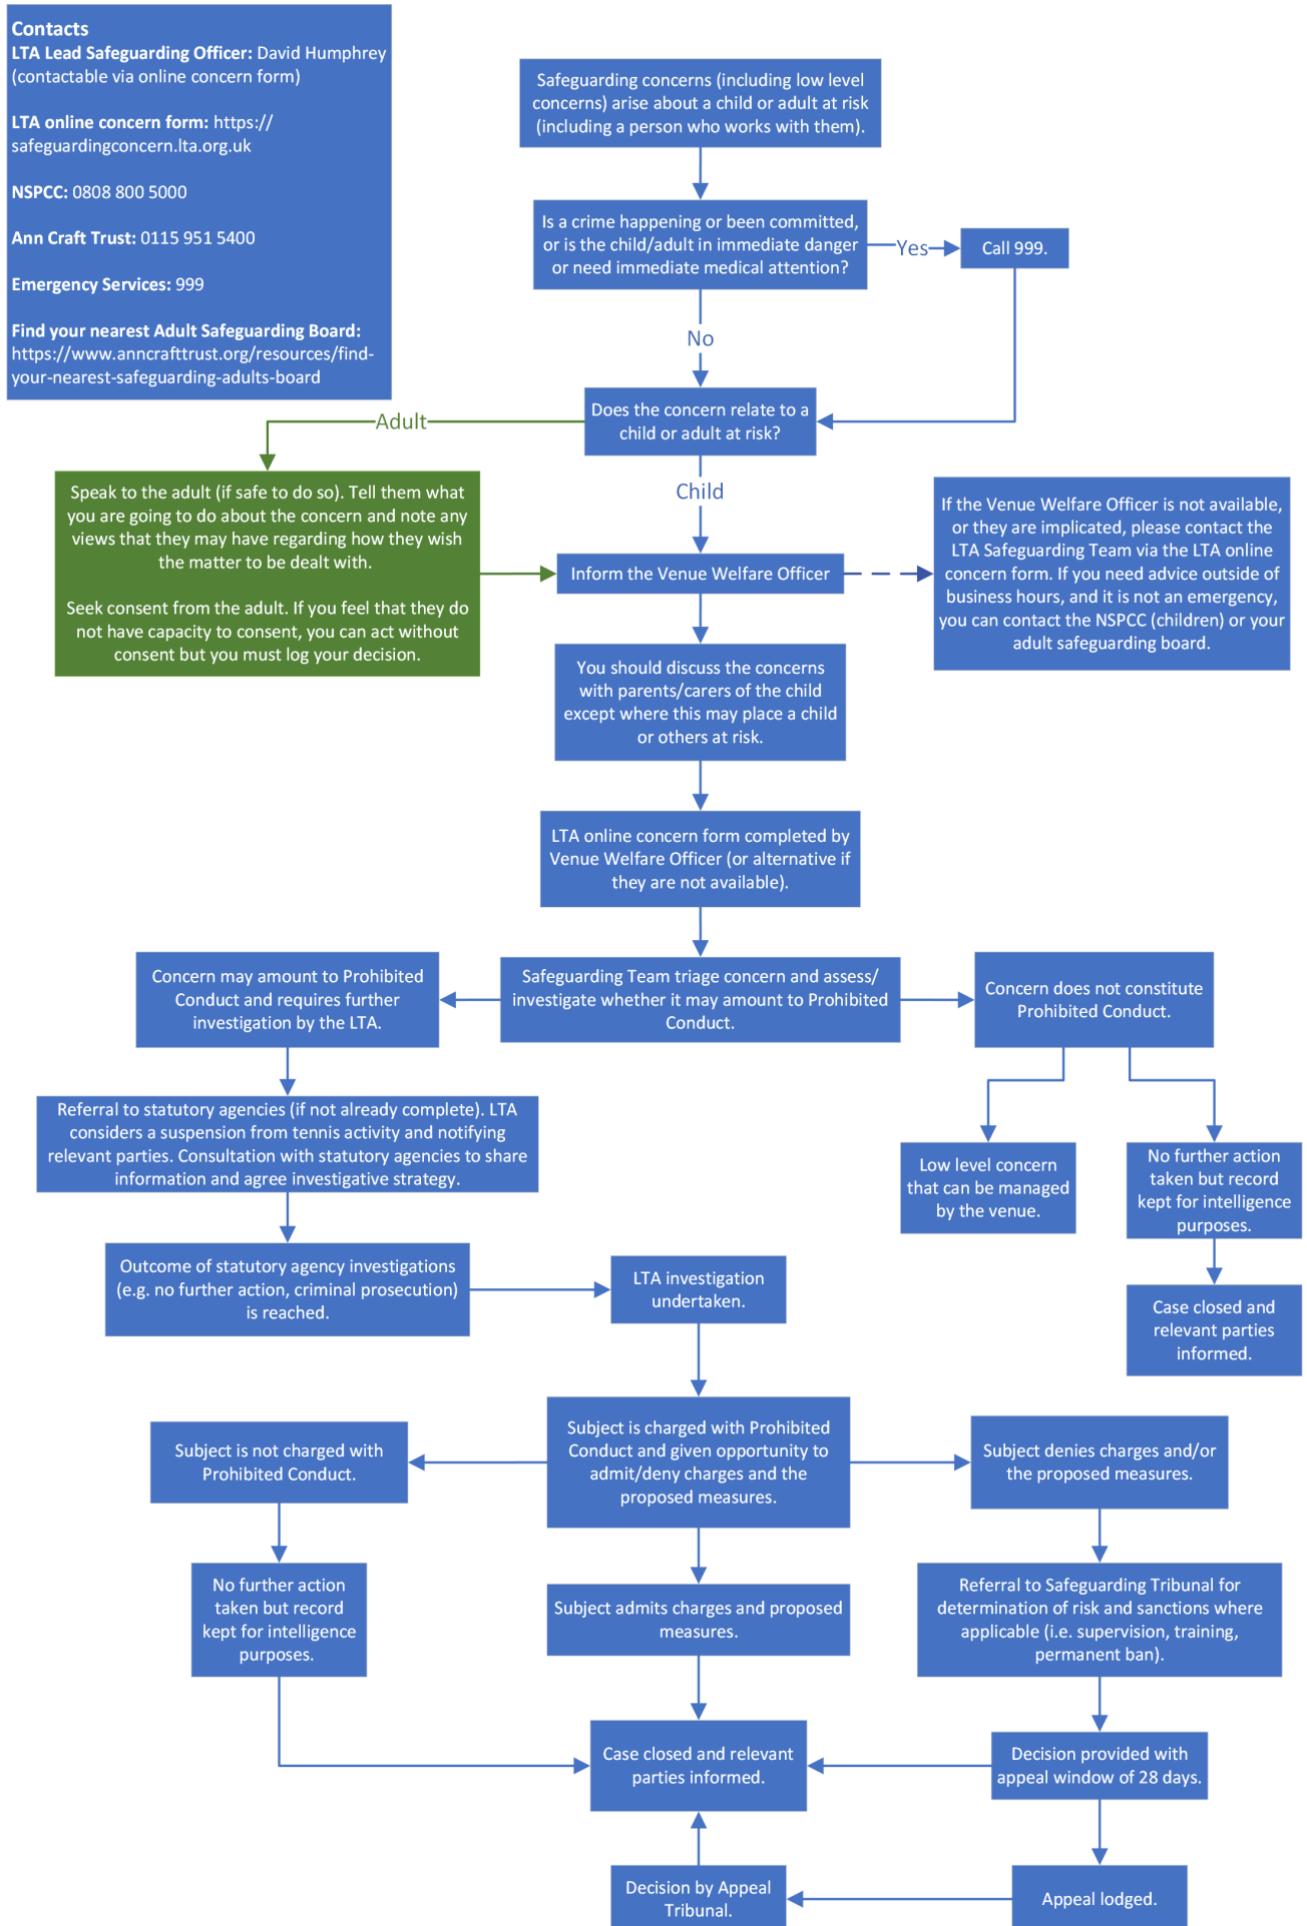 Contacts
LTA Lead Safeguarding Officer: David Humphrey
(contactable via online concern form)
LTA online concern form: https://
safeguardingconcern.lta.org.uk
NSPCC: 0808 800 5000
Ann Craft Trust: 0115 951 5400
Emergency Services: 999
Find your nearest Adult Safeguarding Board:
https://www.anncrafttrust.org/resources/find-
your-nearest-safeguarding-adults-board
Safeguarding concerns (including low level
concerns) arise about a child or adult at risk
(including a person who works with them).
Is a crime happening or been committed,
or is the child/adult in immediate danger
or need immediate medical attention?
Yes
Call 999.
No
Does the concern relate to a
child or adult at risk?
Adult
Child
Speak to the adult (if safe to do so). Tell them what
you are going to do about the concern and note any
views that they may have regarding how they wish
the matter to be dealt with.
Seek consent from the adult. If you feel that they do
not have capacity to consent, you can act without
consent but you must log your decision.
Inform the Venue Welfare Officer
If the Venue Welfare Officer is not available,
or they are implicated, please contact the
LTA Safeguarding Team via the LTA online
concern form. If you need advice outside of
business hours, and it is not an emergency,
you can contact the NSPCC (children) or your
adult safeguarding board.
You should discuss the concerns
with parents/carers of the child
except where this may place a child
or others at risk.
LTA online concern form completed by
Venue Welfare Officer (or alternative if
they are not available).
Safeguarding Team triage concern and assess/
investigate whether it may amount to Prohibited
Conduct.
Concern may amount to Prohibited
Conduct and requires further
investigation by the LTA.
Concern does not constitute
Prohibited Conduct.
Referral to statutory agencies (if not already complete). LTA
considers a suspension from tennis activity and notifying
relevant parties. Consultation with statutory agencies to share
information and agree investigative strategy.
Low level concern
that can be managed
by the venue.
No further action
taken but record
kept for intelligence
purposes.
Outcome of statutory agency investigations
(e.g. no further action, criminal prosecution)
is reached.
LTA investigation
undertaken.
Case closed and
relevant parties
informed.
Subject is not charged with
Prohibited Conduct.
Subject is charged with Prohibited
Conduct and given opportunity to
admit/deny charges and the
proposed measures.
Subject denies charges and/or
the proposed measures.
No further action
taken but record
kept for intelligence
purposes.
Subject admits charges and proposed
measures.
Referral to Safeguarding Tribunal for
determination of risk and sanctions where
applicable (i.e. supervision, training,
permanent ban).
Case closed and relevant
parties informed.
Decision provided with
appeal window of 28 days.
Decision by Appeal
Tribunal.
Appeal lodged.